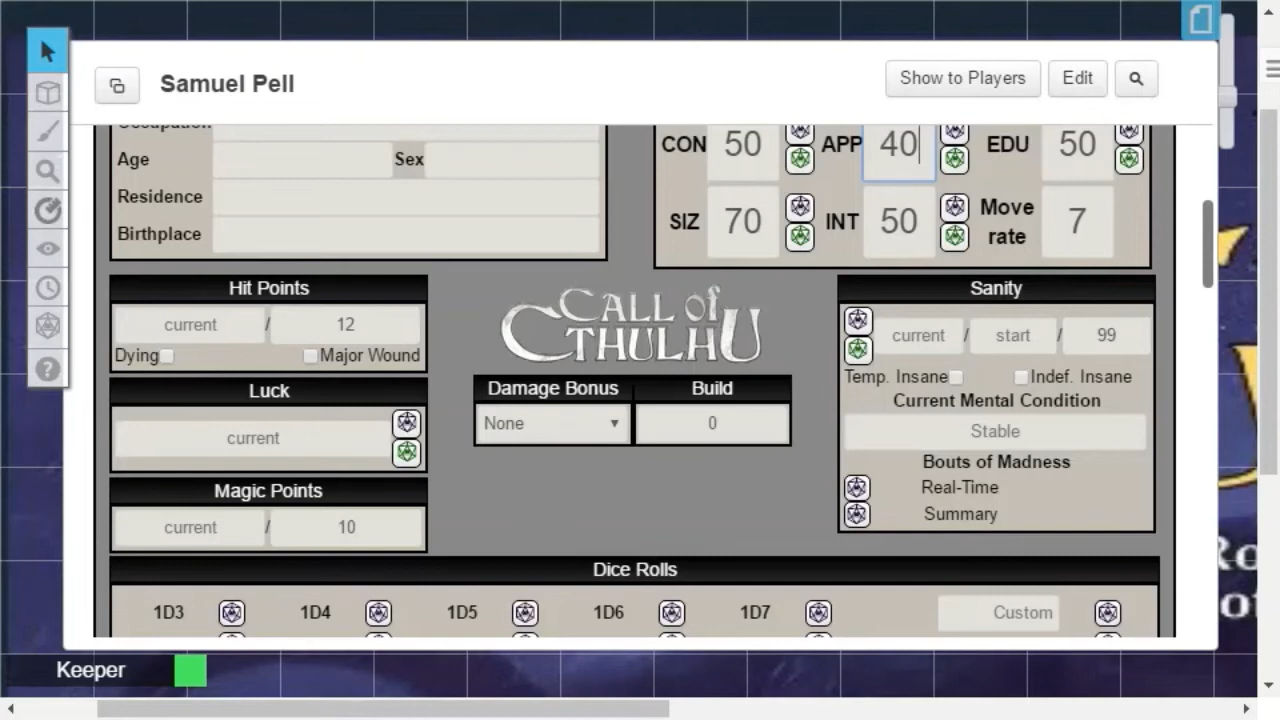 Samuel Pell
Show to Players
Edit
Occupation
Age
Sex
Residence
Birthplace
CON 50 APP 40 EDU 50
SIZ 70 INT 50 Move rate 7
Hit Points
current / 12
Dying
Major Wound
Luck
current
Magic Points
current / 10
CALL of CTHULHU
Damage Bonus
Build
None
0
Sanity
current / start / 99
Temp. Insane
Indef. Insane
Current Mental Condition
Stable
Bouts of Madness
Real-Time
Summary
Dice Rolls
1D3 1D4 1D5 1D6 1D7 Custom
Keeper